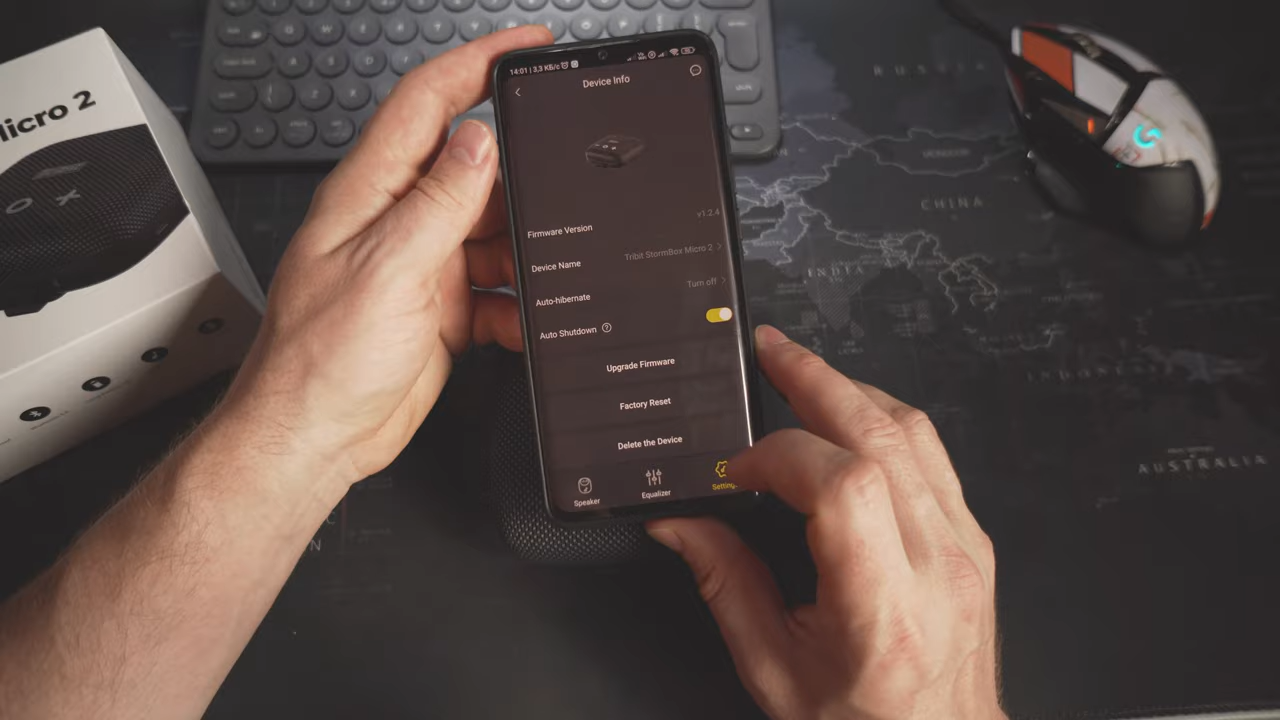 Micro 2
14:01 | 3,3 КБ/с
Device Info
Firmware Version
v1.2.4
Device Name
Tribit StormBox Micro 2
Auto-hibernate
Turn off
Auto Shutdown
Upgrade Firmware
Factory Reset
Delete the Device
Speaker
Equalizer
RUSSIA
MONGOLIA
CHINA
INDIA
INDONESIA
AUSTRALIA